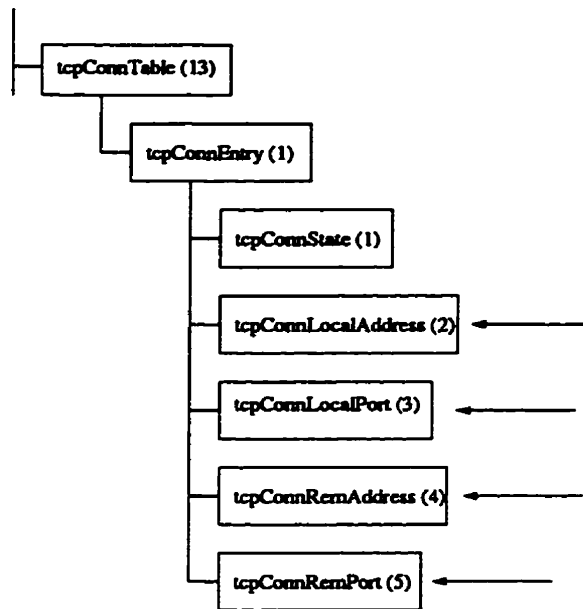 tcpConnTable (13)
tcpConnEntry (1)
tcpConnState (1)
tcpConnLocalAddress (2)
tcpConnLocalPort (3)
tcpConnRemAddress (4)
tcpConnRemPort (5)